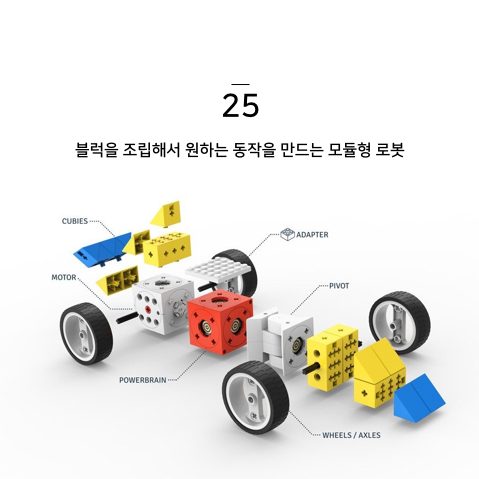 25
블럭을 조립해서 원하는 동작을 만드는 모듈형 로봇
CUBIES
ADAPTER
MOTOR
PIVOT
POWERBRAIN
WHEELS / AXLES